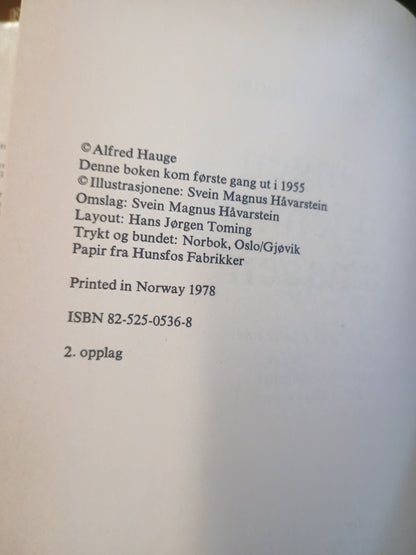 © Alfred Hauge
Denne boken kom første gang ut i 1955
© Illustrasjonene: Svein Magnus Håvarstein
Omslag: Svein Magnus Håvarstein
Layout: Hans Jørgen Toming
Trykt og bundet: Norbok, Oslo/Gjøvik
Papir fra Hunsfos Fabrikker
Printed in Norway 1978
ISBN 82-525-0536-8
2. opplag